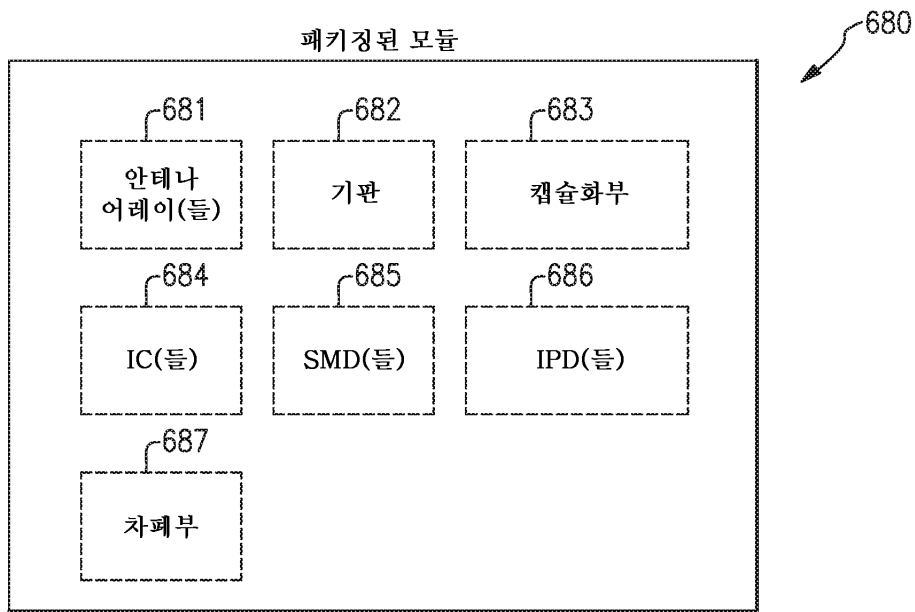 680
패키징된 모듈
681
682
683
안테나
어레이(들)
기판
캡슐화부
684
685
686
IC(들)
SMD(들)
IPD(들)
687
차폐부